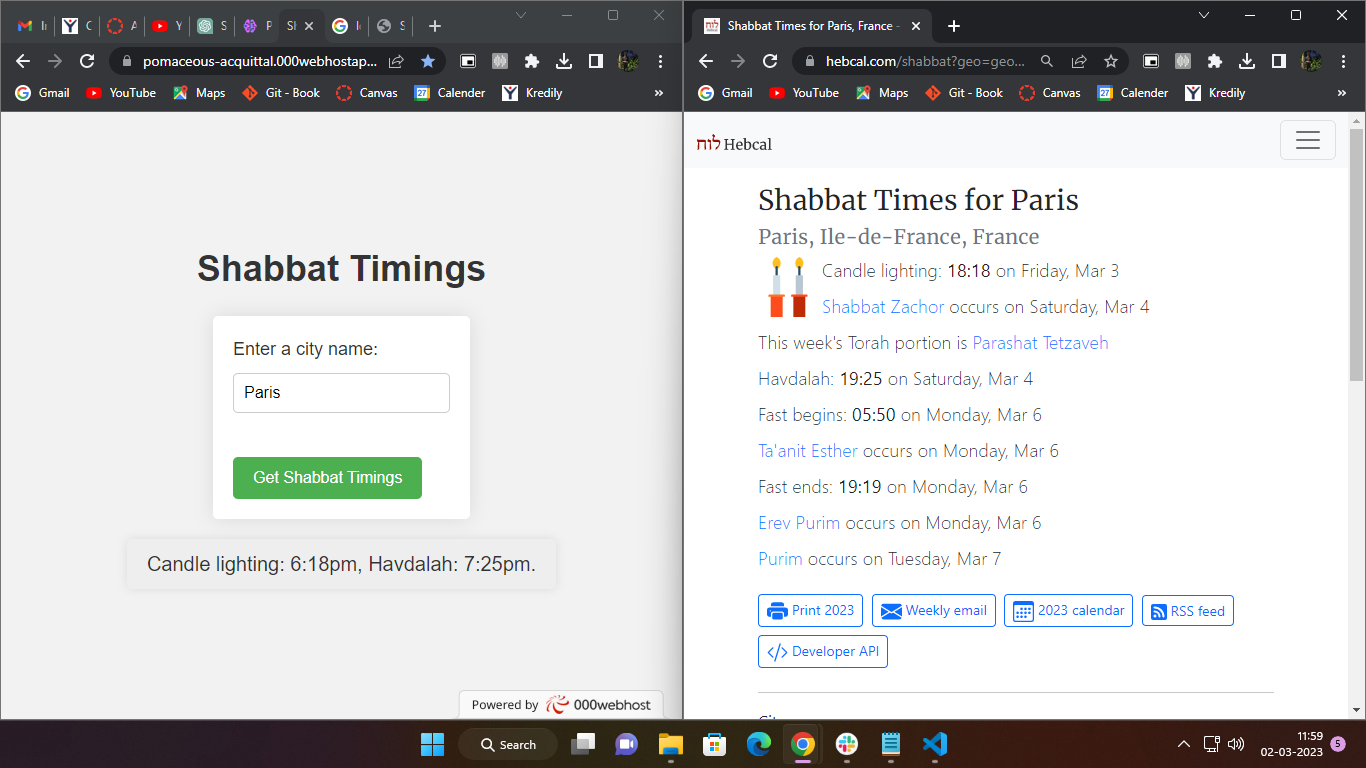 C
A
Y
S
P
S
S
pomaceous-acquittal.000webhostap...
Gmail
YouTube
Maps
Git - Book
Canvas
27
Calender
Kredily
»
Shabbat Timings
Enter a city name:
Paris
Get Shabbat Timings
Candle lighting: 6:18pm, Havdalah: 7:25pm.
Powered by 000webhost
Shabbat Times for Paris, France -
hebcal.com/shabbat?geo=geo...
Gmail
YouTube
Maps
Git - Book
Canvas
27
Calender
Kredily
»
לוח Hebcal
Shabbat Times for Paris
Paris, Ile-de-France, France
Candle lighting: 18:18 on Friday, Mar 3
Shabbat Zachor occurs on Saturday, Mar 4
This week's Torah portion is Parashat Tetzaveh
Havdalah: 19:25 on Saturday, Mar 4
Fast begins: 05:50 on Monday, Mar 6
Ta'anit Esther occurs on Monday, Mar 6
Fast ends: 19:19 on Monday, Mar 6
Erev Purim occurs on Monday, Mar 6
Purim occurs on Tuesday, Mar 7
Print 2023
Weekly email
2023 calendar
RSS feed
Developer API
Search
11:59
02-03-2023
5